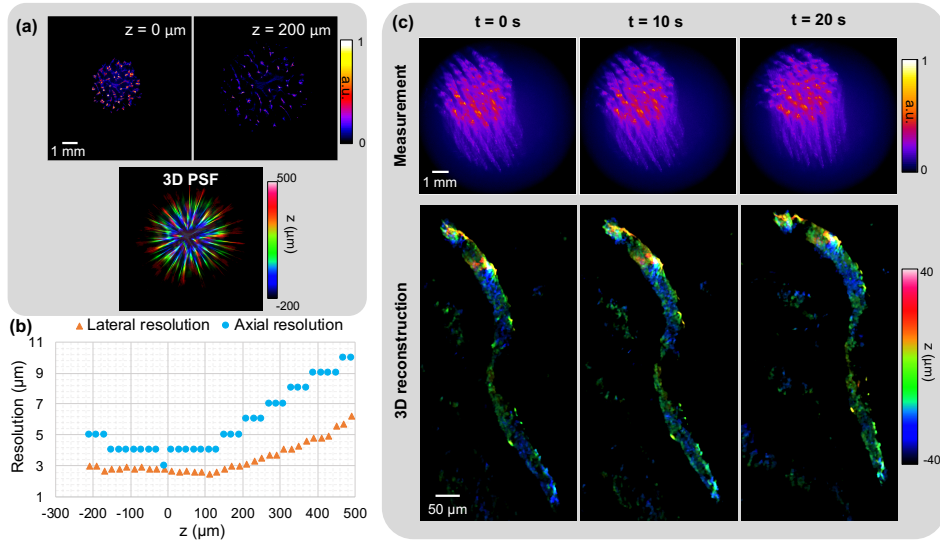 (a)
z = 0 µm
z = 200 µm
1
a.u.
0
1 mm
3D PSF
500
z (µm)
-200
(b)
Lateral resolution
Axial resolution
11
9
7
5
3
1
Resolution (µm)
-300 -200 -100 0 100 200 300 400 500
z (µm)
(c)
t = 0 s
t = 10 s
t = 20 s
Measurement
1 mm
1
a.u.
0
3D reconstruction
50 µm
40
z (µm)
-40